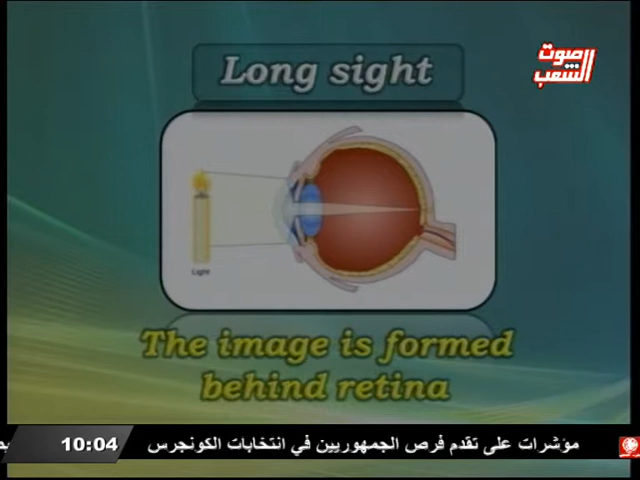 Long sight
صوت
الشعب
Light
The image is formed
behind retina
10:04
مؤشرات على تقدم فرص الجمهوريين في انتخابات الكونجرس